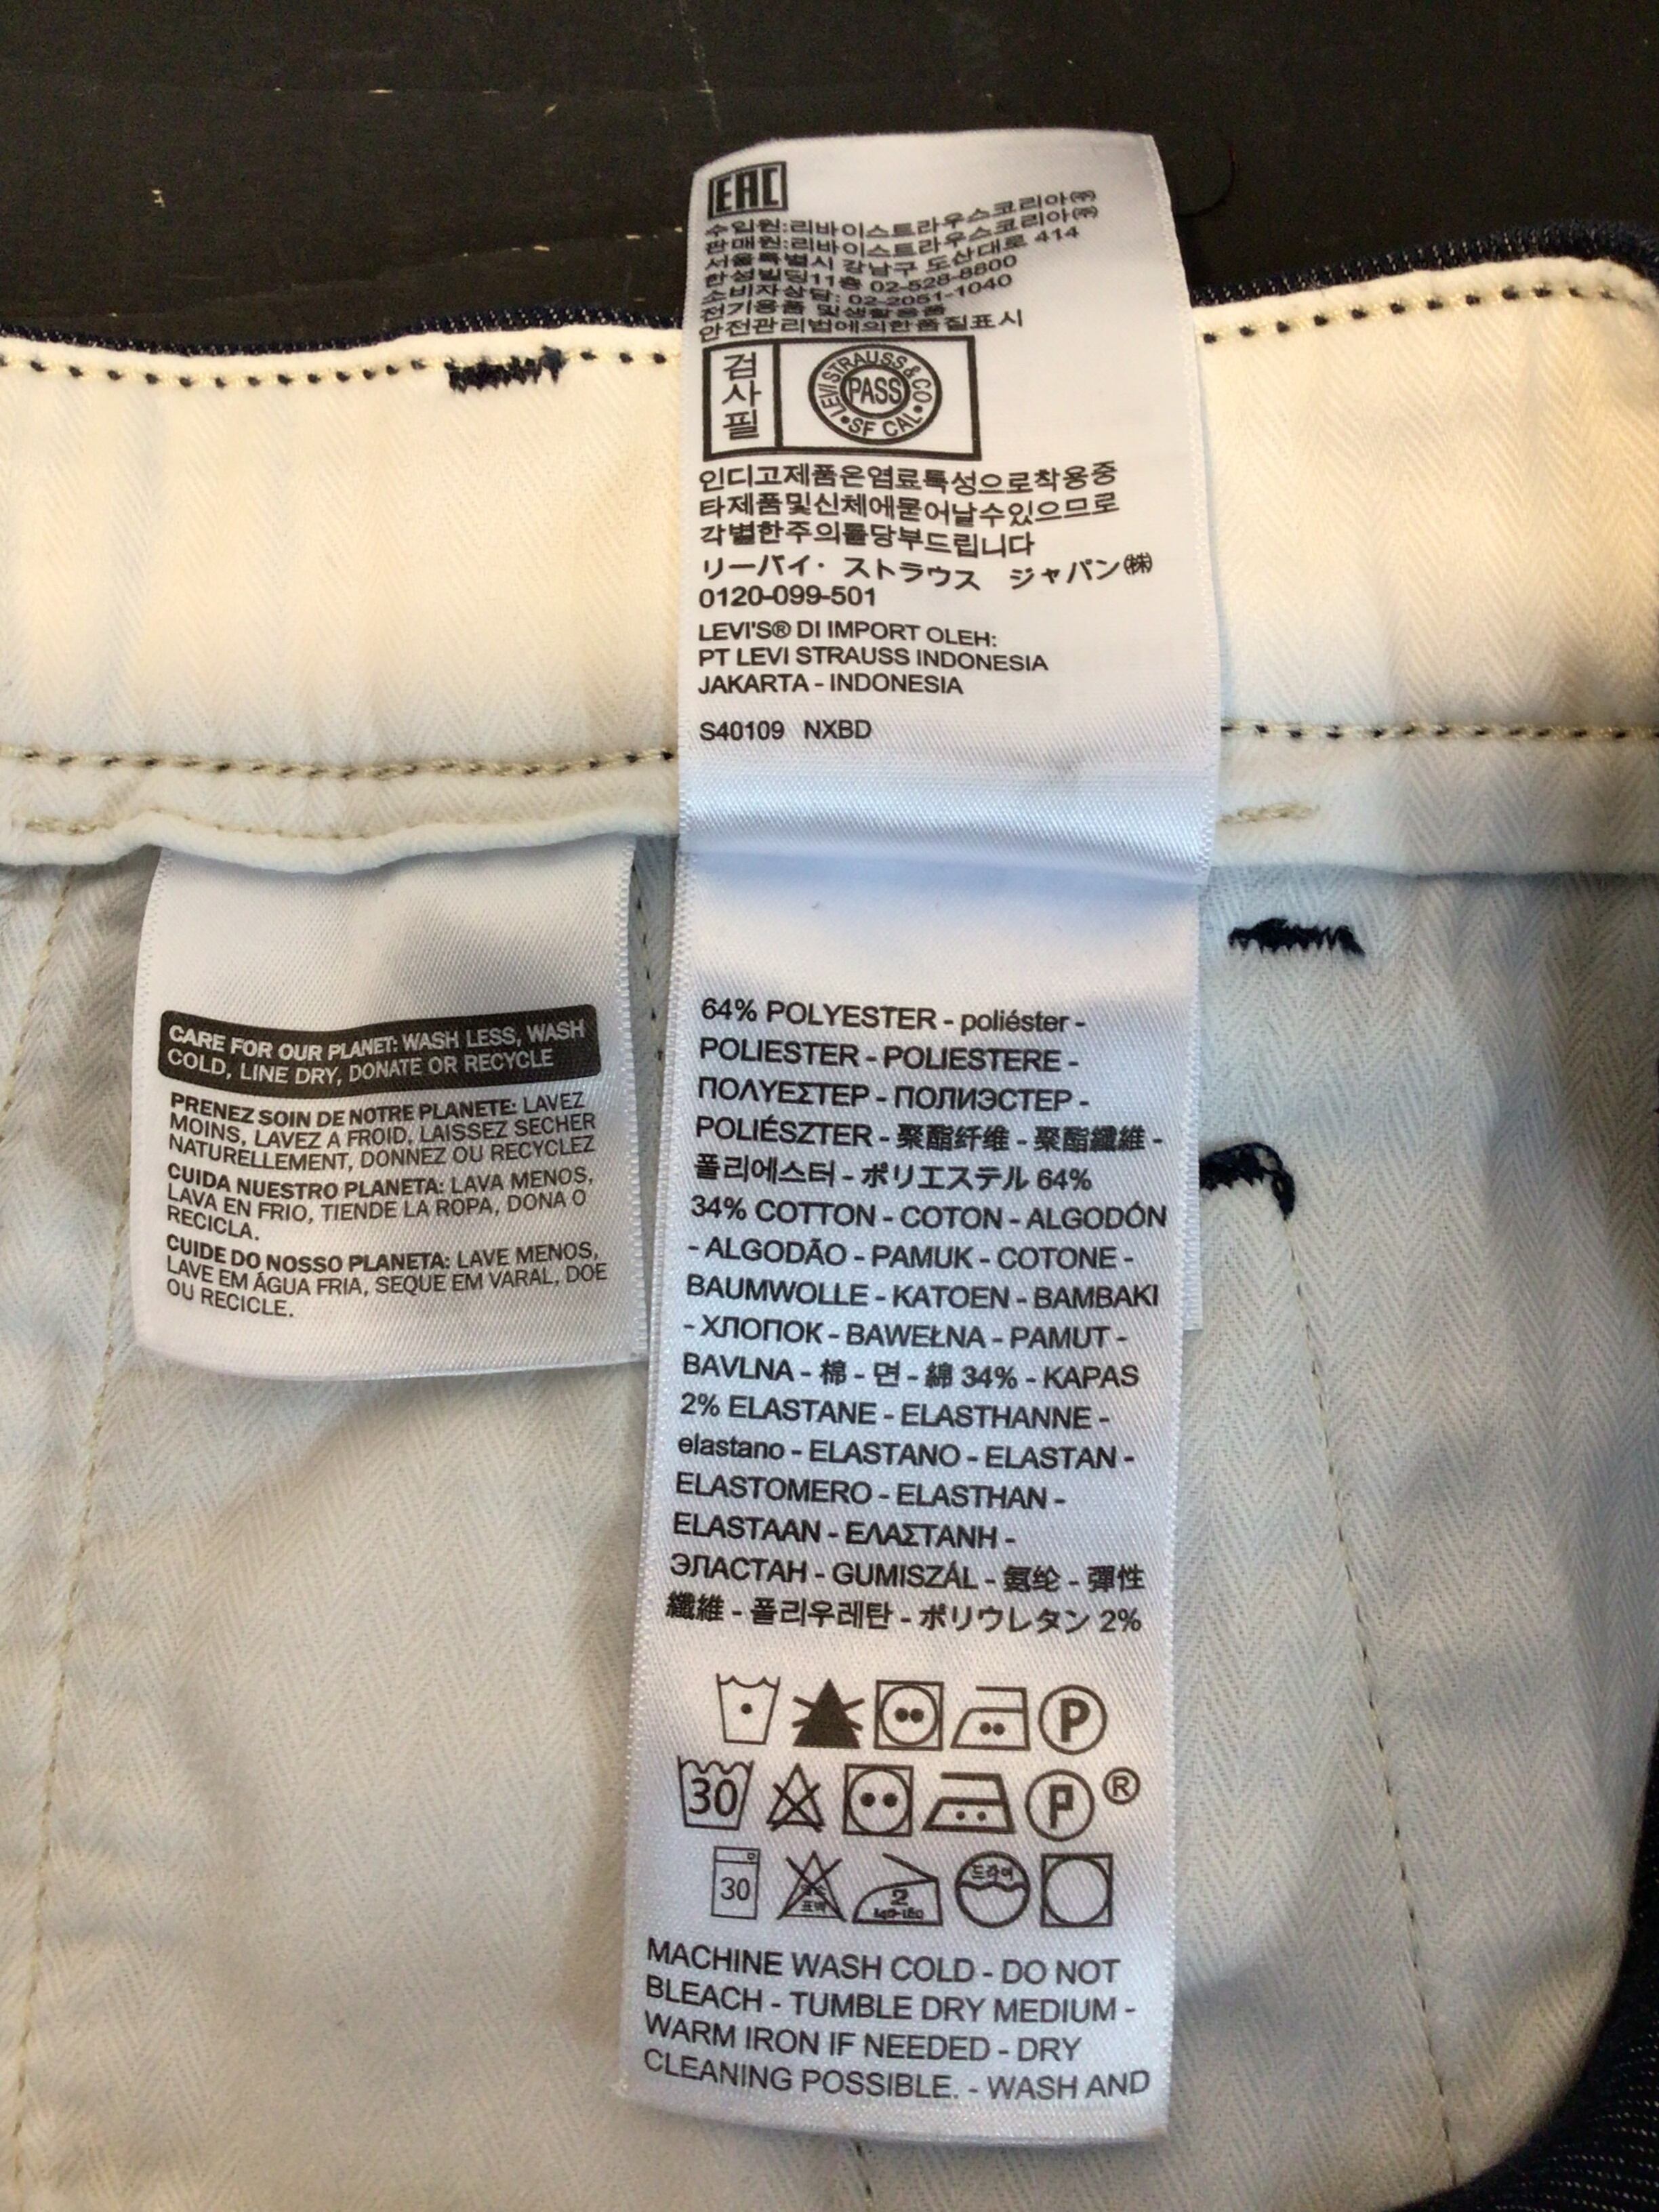 EAC
수입원:리바이스트라우스코리아㈜
판매원:리바이스트라우스코리아㈜
서울특별시 강남구 도산대로 414
한성빌딩11층 02-528-8800
소비자상담: 02-2051-1040
전기용품 및생활용품
안전관리법에의한품질표시
검
사
필
LEVI STRAUSS & CO
PASS
SF CAL
인디고제품은염료특성으로착용중
타제품및신체에묻어날수있으므로
각별한주의를당부드립니다
リーバイ・ストラウス ジャパン㈱
0120-099-501
LEVI'S® DI IMPORT OLEH:
PT LEVI STRAUSS INDONESIA
JAKARTA - INDONESIA
S40109 NXBD
CARE FOR OUR PLANET: WASH LESS, WASH
COLD, LINE DRY, DONATE OR RECYCLE
PRENEZ SOIN DE NOTRE PLANETE: LAVEZ
MOINS, LAVEZ A FROID, LAISSEZ SECHER
NATURELLEMENT, DONNEZ OU RECYCLEZ
CUIDA NUESTRO PLANETA: LAVA MENOS,
LAVA EN FRIO, TIENDE LA ROPA, DONA O
RECICLA.
CUIDE DO NOSSO PLANETA: LAVE MENOS,
LAVE EM ÁGUA FRIA, SEQUE EM VARAL, DOE
OU RECICLE.
64% POLYESTER - poliéster -
POLIESTER - POLIESTERE -
ΠΟΛΥΕΣΤΕΡ - ПОЛИЭСТЕР -
POLIÉSZTER - 聚酯纤维 - 聚酯纖維 -
폴리에스터 - ポリエステル 64%
34% COTTON - COTON - ALGODÓN
- ALGODÃO - PAMUK - COTONE -
BAUMWOLLE - KATOEN - BAMBAKI
- ХЛОПОК - BAWEŁNA - PAMUT -
BAVLNA - 棉 - 면 - 綿 34% - KAPAS
2% ELASTANE - ELASTHANNE -
elastano - ELASTANO - ELASTAN -
ELASTOMERO - ELASTHAN -
ELASTAAN - ΕΛΑΣΤΑΝΗ -
ЭЛАСТАН - GUMISZÁL - 氨纶 - 彈性
纖維 - 폴리우레탄 - ポリウレタン 2%
P
30 P ®
30 표백 2 140-160 드라이
MACHINE WASH COLD - DO NOT
BLEACH - TUMBLE DRY MEDIUM -
WARM IRON IF NEEDED - DRY
CLEANING POSSIBLE. - WASH AND